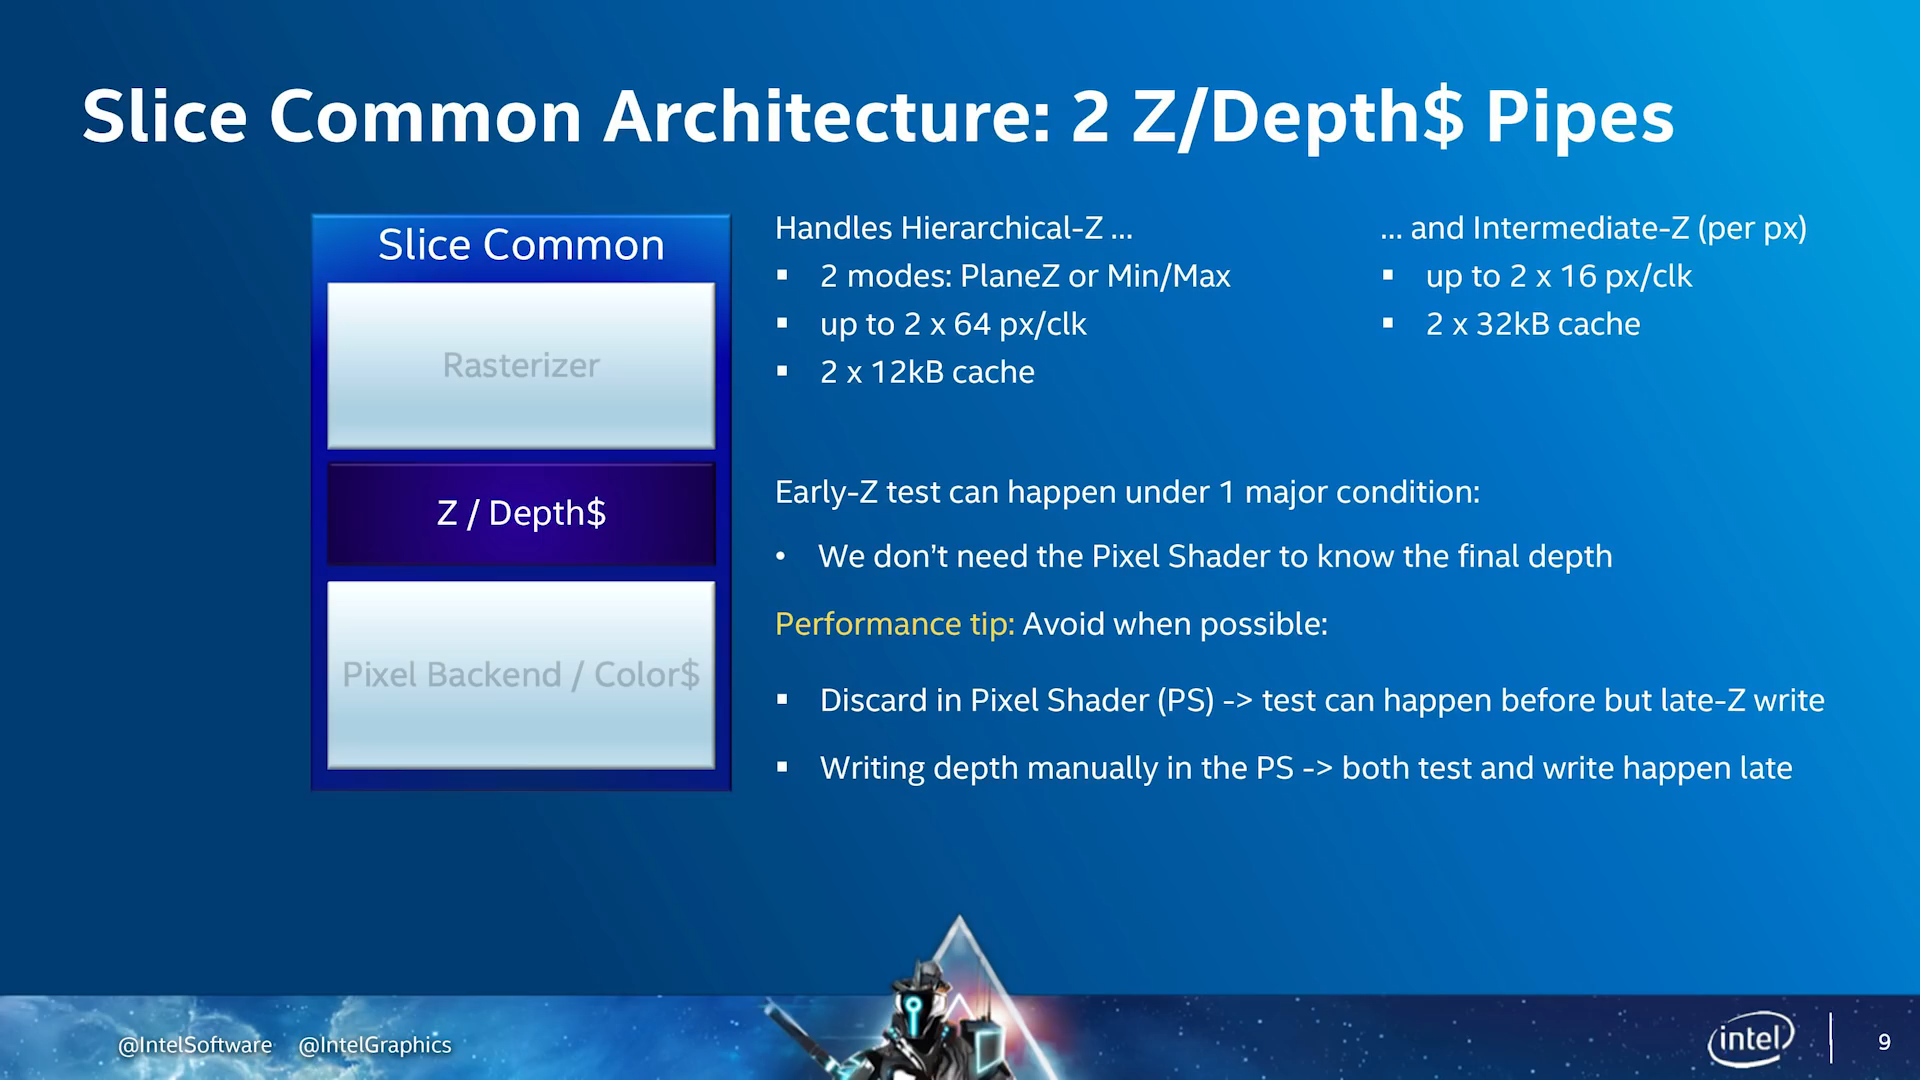 Slice Common Architecture: 2 Z/Depth$ Pipes
Slice Common
Rasterizer
Z / Depth$
Pixel Backend / Color$
Handles Hierarchical-Z ...
▪ 2 modes: PlaneZ or Min/Max
▪ up to 2 x 64 px/clk
▪ 2 x 12kB cache
... and Intermediate-Z (per px)
▪ up to 2 x 16 px/clk
▪ 2 x 32kB cache
Early-Z test can happen under 1 major condition:
• We don’t need the Pixel Shader to know the final depth
Performance tip: Avoid when possible:
▪ Discard in Pixel Shader (PS) -> test can happen before but late-Z write
▪ Writing depth manually in the PS -> both test and write happen late
@IntelSoftware @IntelGraphics
intel
9